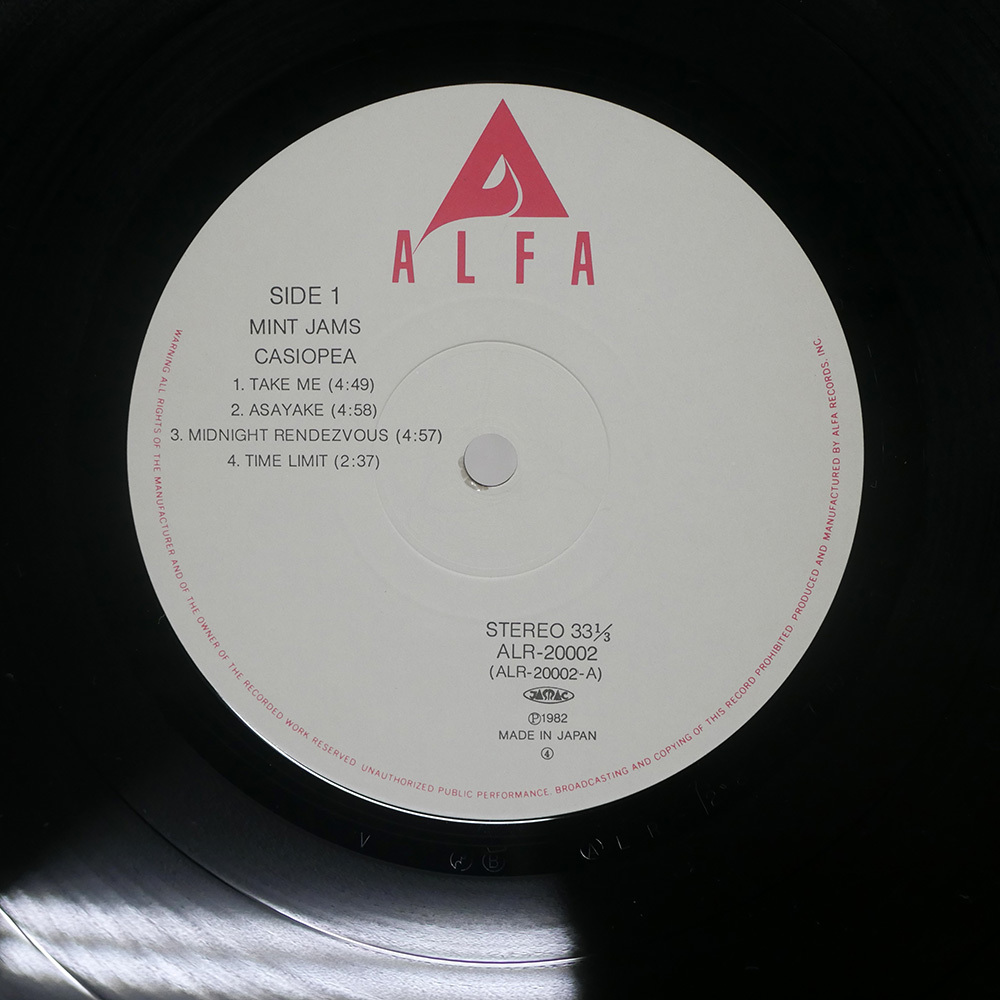 ALFA
SIDE 1
MINT JAMS
CASIOPEA
1. TAKE ME (4:49)
2. ASAYAKE (4:58)
3. MIDNIGHT RENDEZVOUS (4:57)
4. TIME LIMIT (2:37)
STEREO 33⅓
ALR-20002
(ALR-20002-A)
JASRAC
Ⓟ1982
MADE IN JAPAN
④
WARNING ALL RIGHTS OF THE MANUFACTURER AND OF THE OWNER OF THE RECORDED WORK RESERVED. UNAUTHORIZED PUBLIC PERFORMANCE, BROADCASTING AND COPYING OF THIS RECORD PROHIBITED. PRODUCED AND MANUFACTURED BY ALFA RECORDS, INC